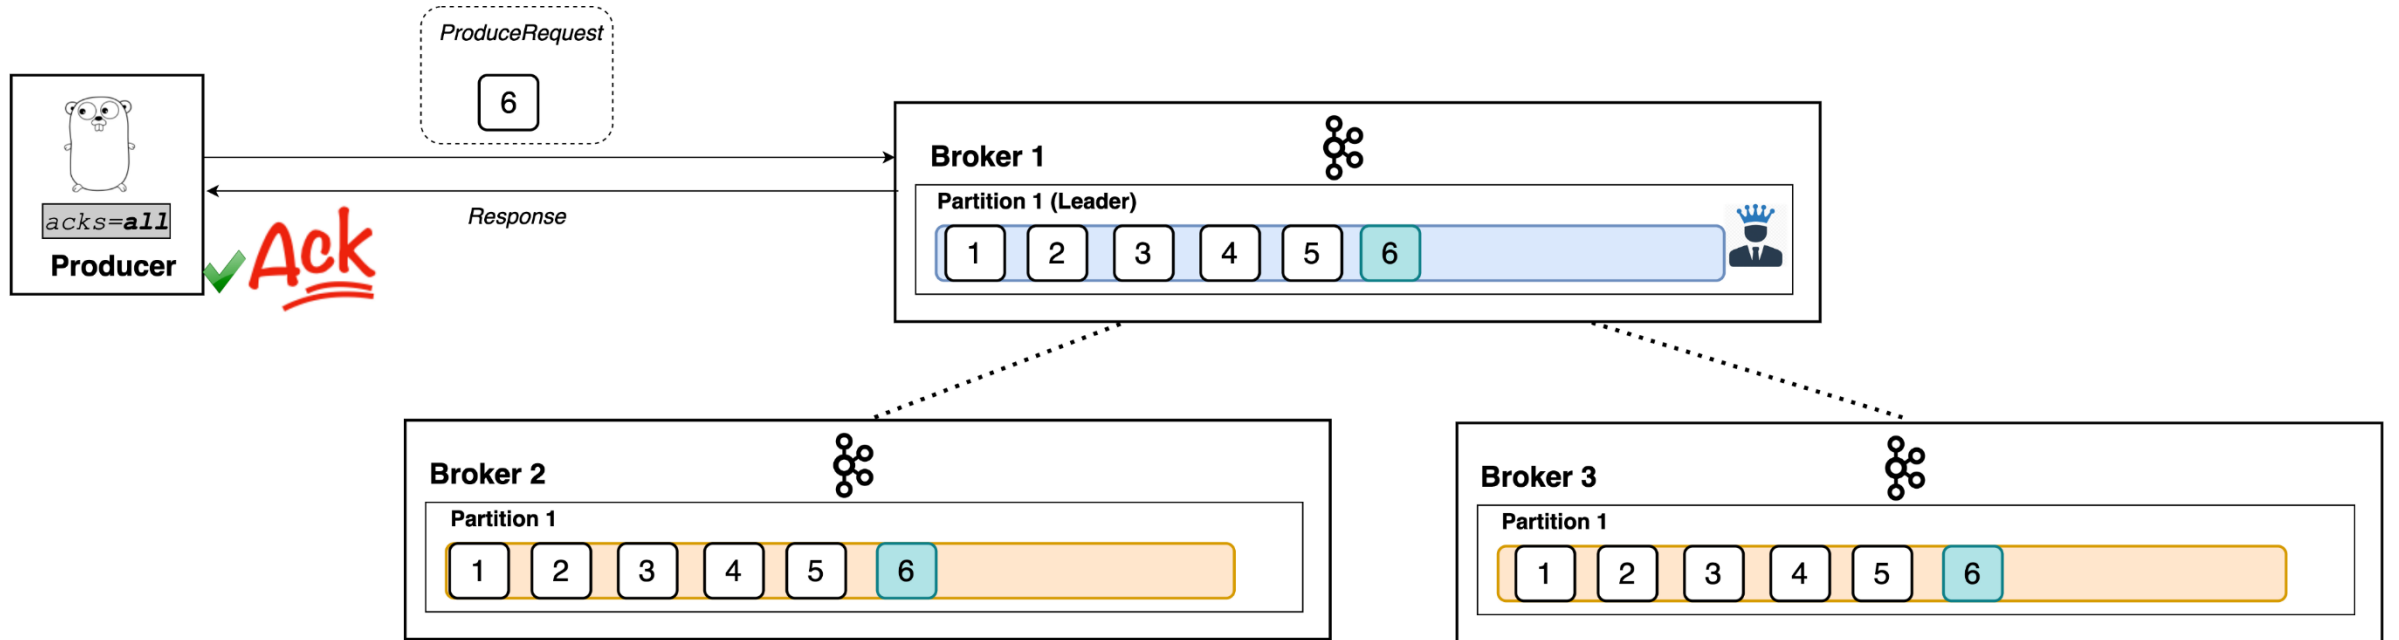 ProduceRequest
6
acks=all
Producer
Ack
Response
Broker 1
Partition 1 (Leader)
1 2 3 4 5 6
Broker 2
Partition 1
1 2 3 4 5 6
Broker 3
Partition 1
1 2 3 4 5 6